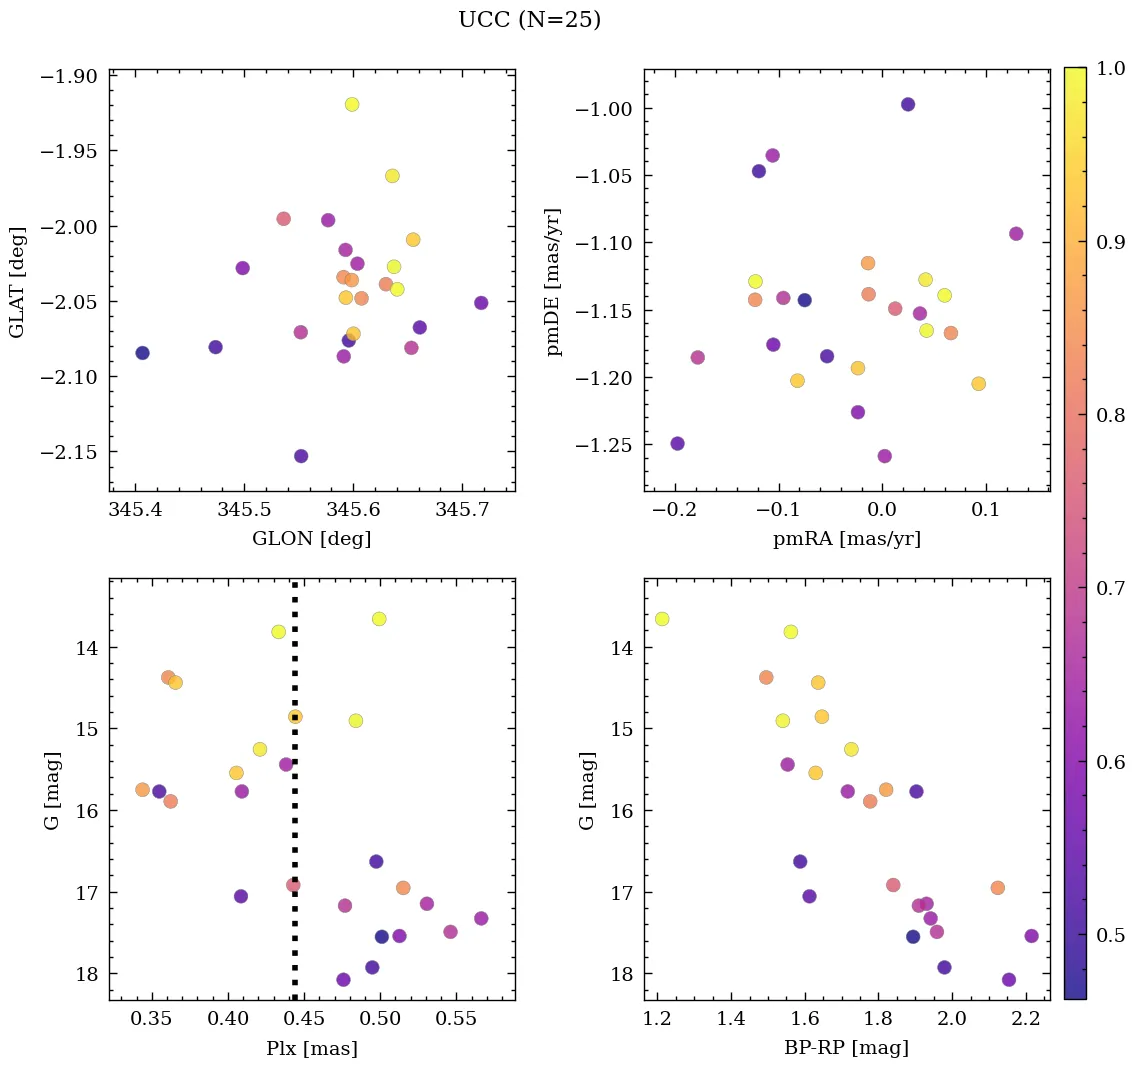 UCC (N=25)
−1.90
−1.95
−2.00
−2.05
−2.10
−2.15
GLAT [deg]
345.4 345.5 345.6 345.7
GLON [deg]
−1.00
−1.05
−1.10
−1.15
−1.20
−1.25
pmDE [mas/yr]
−0.2 −0.1 0.0 0.1
pmRA [mas/yr]
14
15
16
17
18
G [mag]
0.35 0.40 0.45 0.50 0.55
Plx [mas]
14
15
16
17
18
G [mag]
1.2 1.4 1.6 1.8 2.0 2.2
BP-RP [mag]
1.0
0.9
0.8
0.7
0.6
0.5